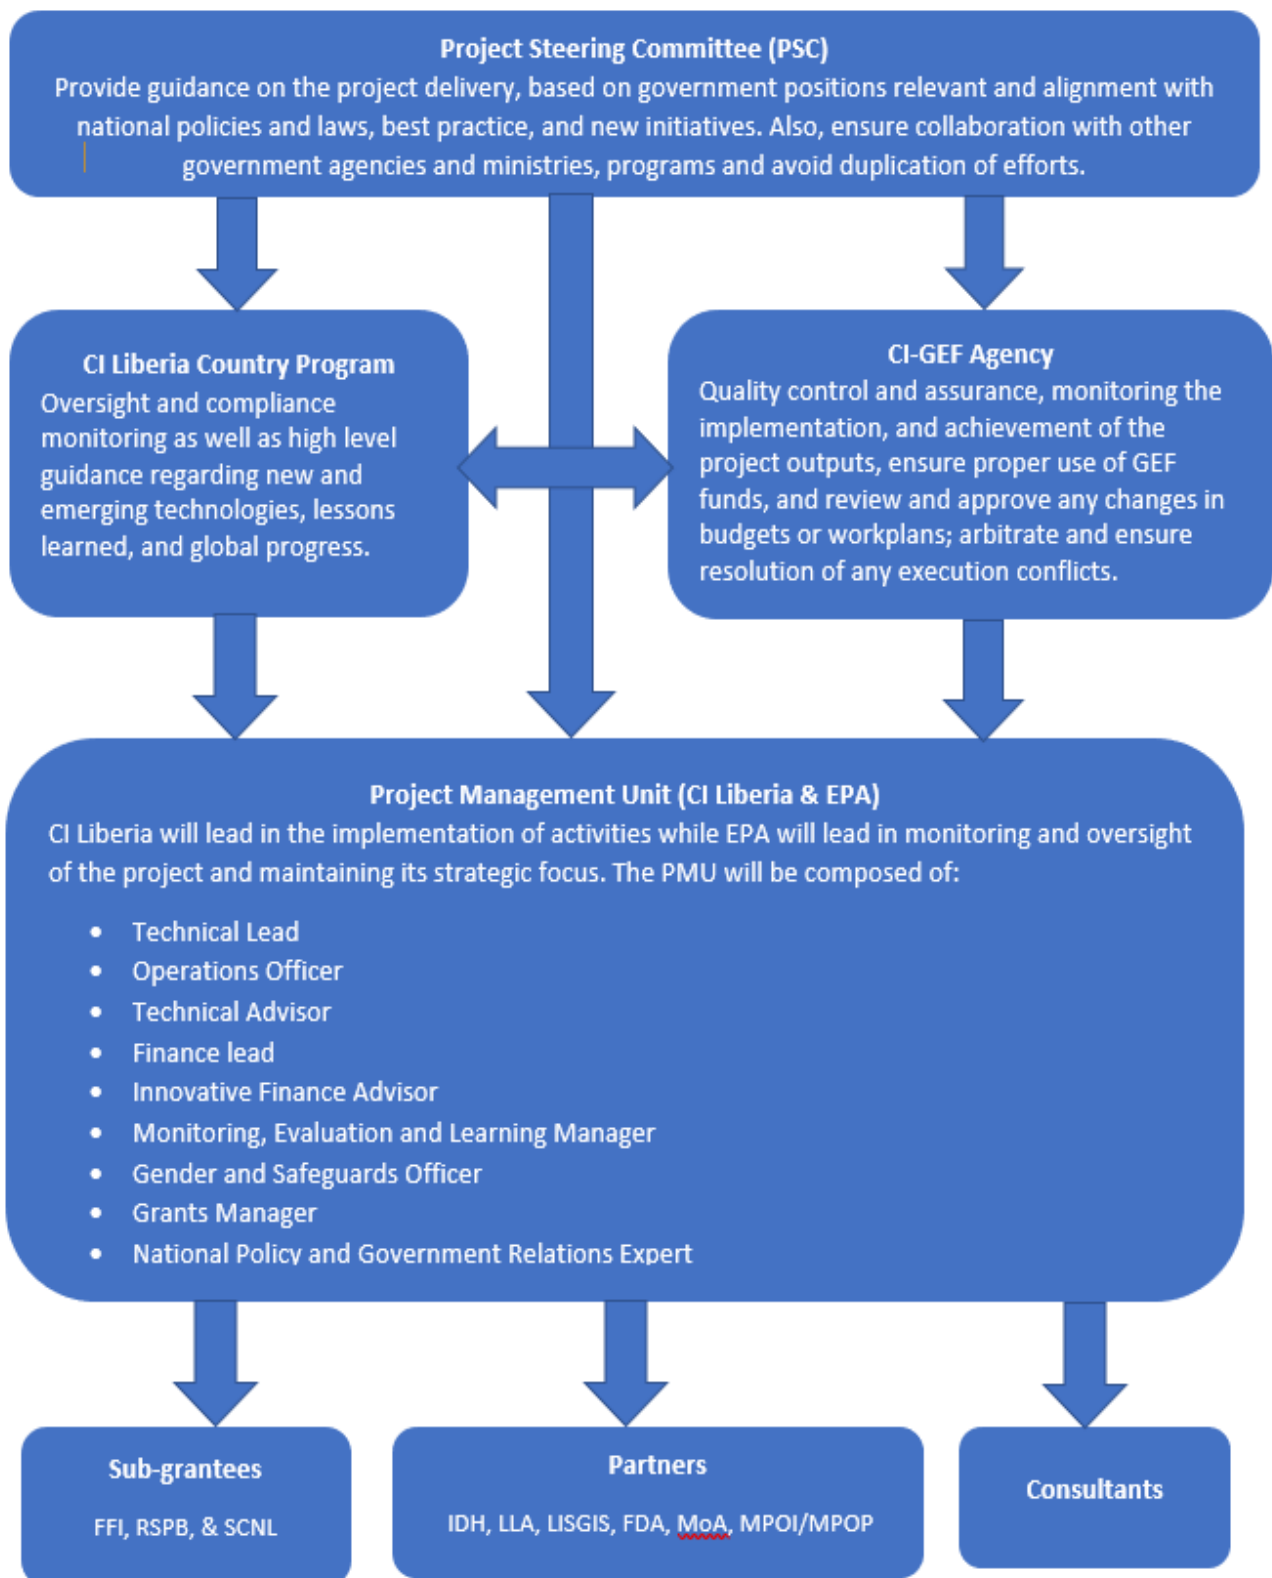 Project Steering Committee (PSC)
Provide guidance on the project delivery, based on government positions relevant and alignment with
national policies and laws, best practice, and new initiatives. Also, ensure collaboration with other
government agencies and ministries, programs and avoid duplication of efforts.
CI Liberia Country Program
Oversight and compliance
monitoring as well as high level
guidance regarding new and
emerging technologies, lessons
learned, and global progress.
CI-GEF Agency
Quality control and assurance, monitoring the
implementation, and achievement of the
project outputs, ensure proper use of GEF
funds, and review and approve any changes in
budgets or workplans; arbitrate and ensure
resolution of any execution conflicts.
Project Management Unit (CI Liberia & EPA)
CI Liberia will lead in the implementation of activities while EPA will lead in monitoring and oversight
of the project and maintaining its strategic focus. The PMU will be composed of:
• Technical Lead
• Operations Officer
• Technical Advisor
• Finance lead
• Innovative Finance Advisor
• Monitoring, Evaluation and Learning Manager
• Gender and Safeguards Officer
• Grants Manager
• National Policy and Government Relations Expert
Sub-grantees
FFI, RSPB, & SCNL
Partners
IDH, LLA, LISGIS, FDA, MoA, MPOI/MPOP
Consultants